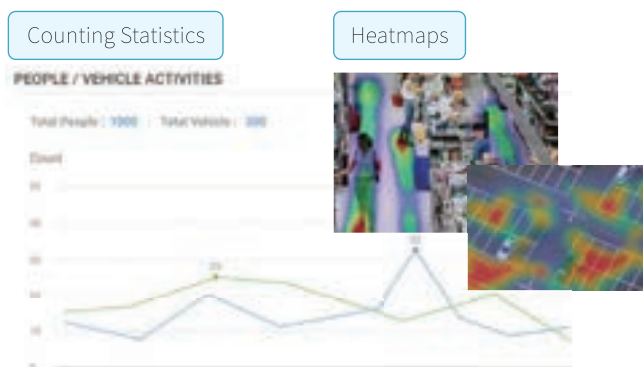 Counting Statistics
Heatmaps
PEOPLE / VEHICLE ACTIVITIES
Total People : 1000 | Total Vehicle : 300
Count